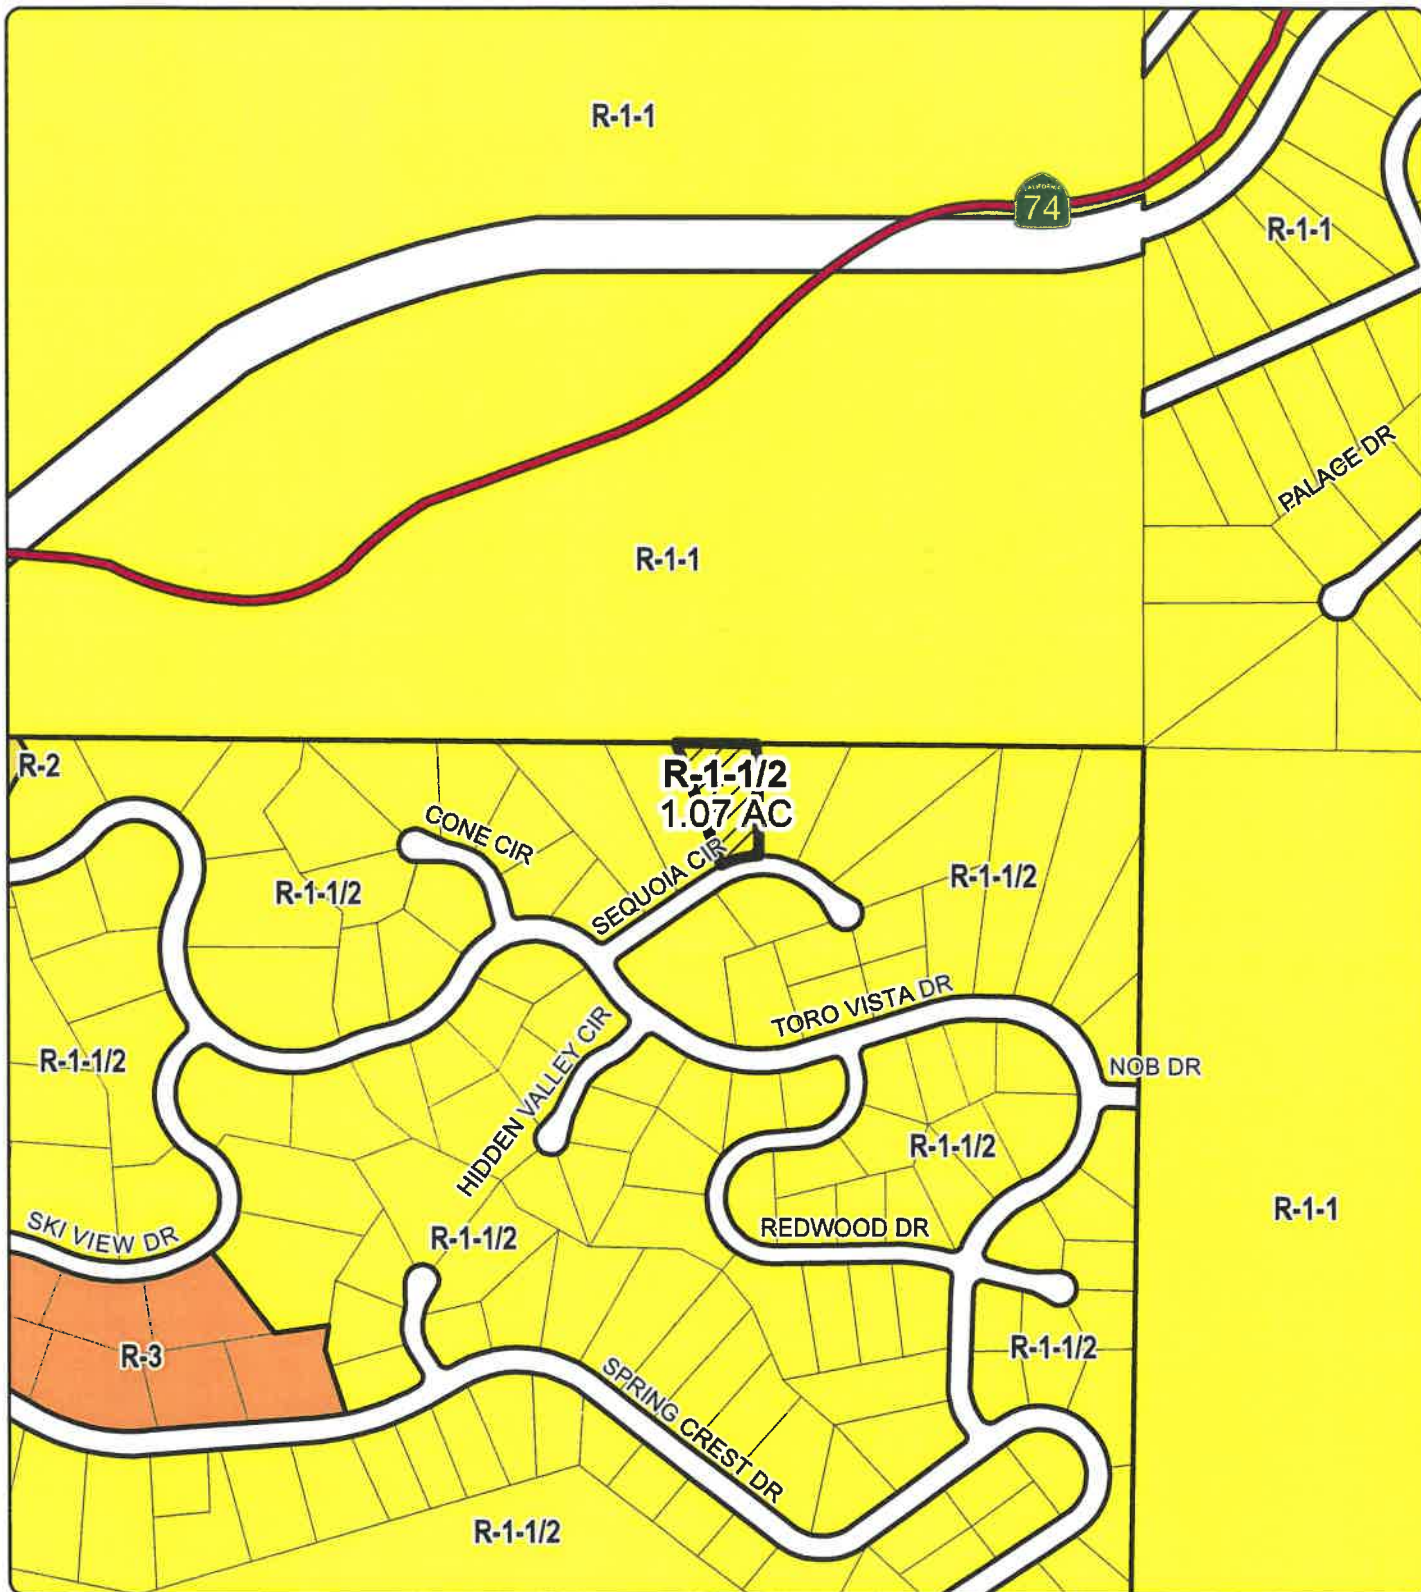 R-1-1
CALIFORNIA
74
R-1-1
PALACE DR
R-1-1
R-2
R-1-1/2
1.07 AC
CONE CIR
SEQUOIA CIR
R-1-1/2
R-1-1/2
TORO VISTA DR
HIDDEN VALLEY CIR
R-1-1/2
NOB DR
R-1-1/2
R-1-1
SKI VIEW DR
REDWOOD DR
R-1-1/2
R-3
R-1-1/2
SPRING CREST DR
R-1-1/2